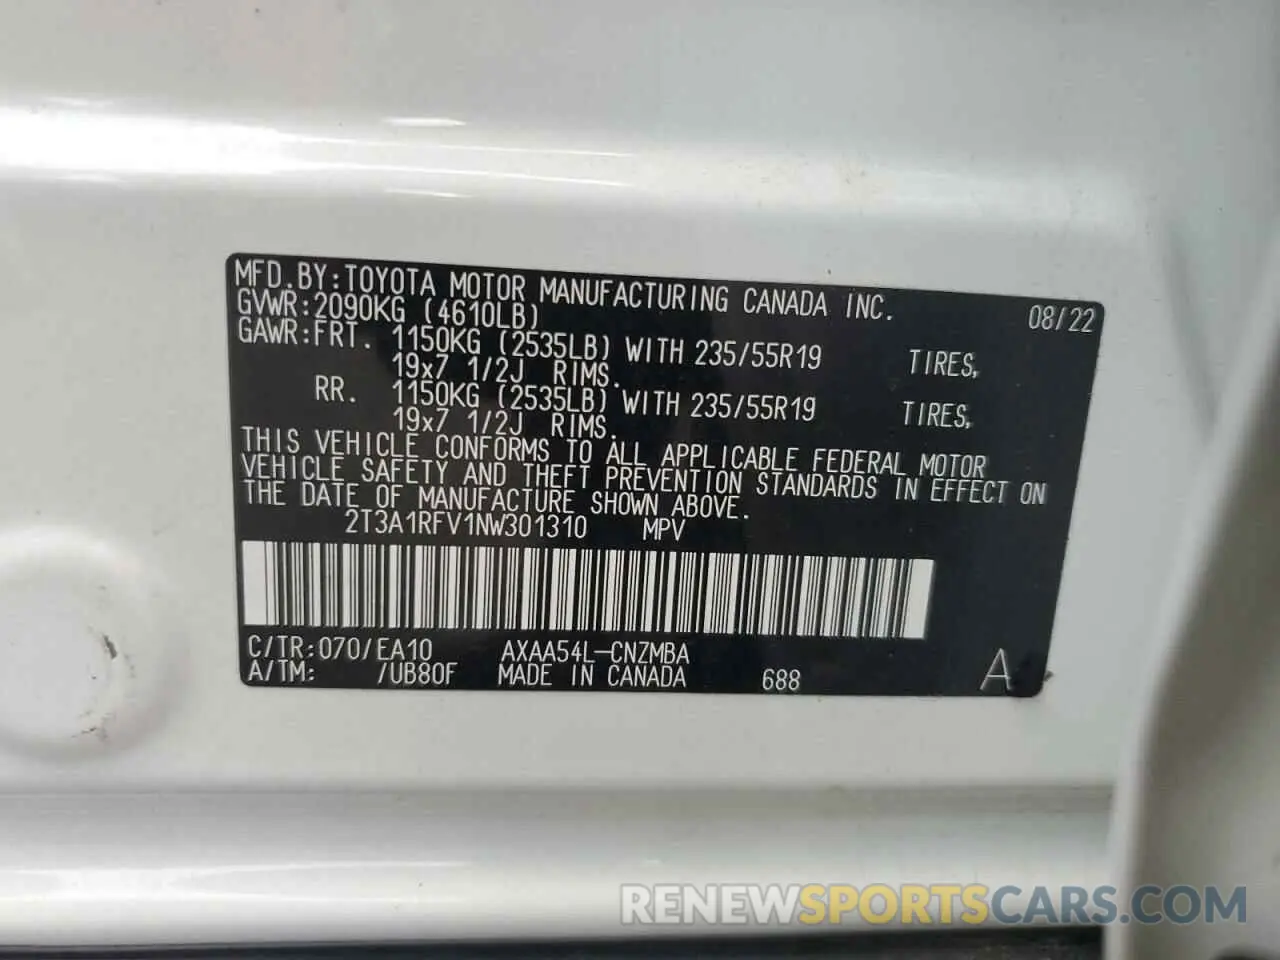 MFD.BY:TOYOTA MOTOR MANUFACTURING CANADA INC. 08/22
GVWR:2090KG (4610LB)
GAWR:FRT. 1150KG (2535LB) WITH 235/55R19 TIRES,
19x7 1/2J RIMS.
RR. 1150KG (2535LB) WITH 235/55R19 TIRES,
19x7 1/2J RIMS.
THIS VEHICLE CONFORMS TO ALL APPLICABLE FEDERAL MOTOR
VEHICLE SAFETY AND THEFT PREVENTION STANDARDS IN EFFECT ON
THE DATE OF MANUFACTURE SHOWN ABOVE.
2T3A1RFV1NW301310 MPV
C/TR:070/EA10 AXAA54L-CNZMBA
A/TM: /UB80F MADE IN CANADA 688 A
RENEWSPORTSCARS.COM